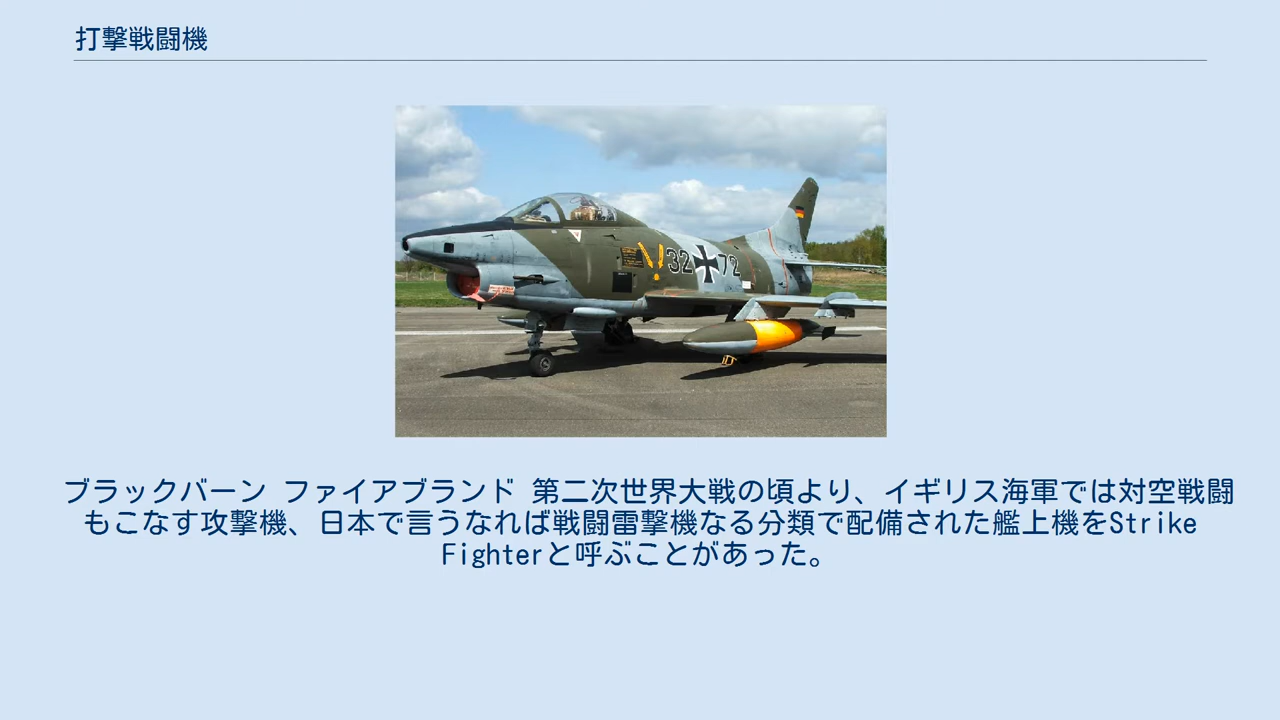 打撃戦闘機
32 72
ブラックバーン ファイアブランド 第二次世界大戦の頃より、イギリス海軍では対空戦闘
もこなす攻撃機、日本で言うなれば戦闘雷撃機なる分類で配備された艦上機をStrike
Fighterと呼ぶことがあった。